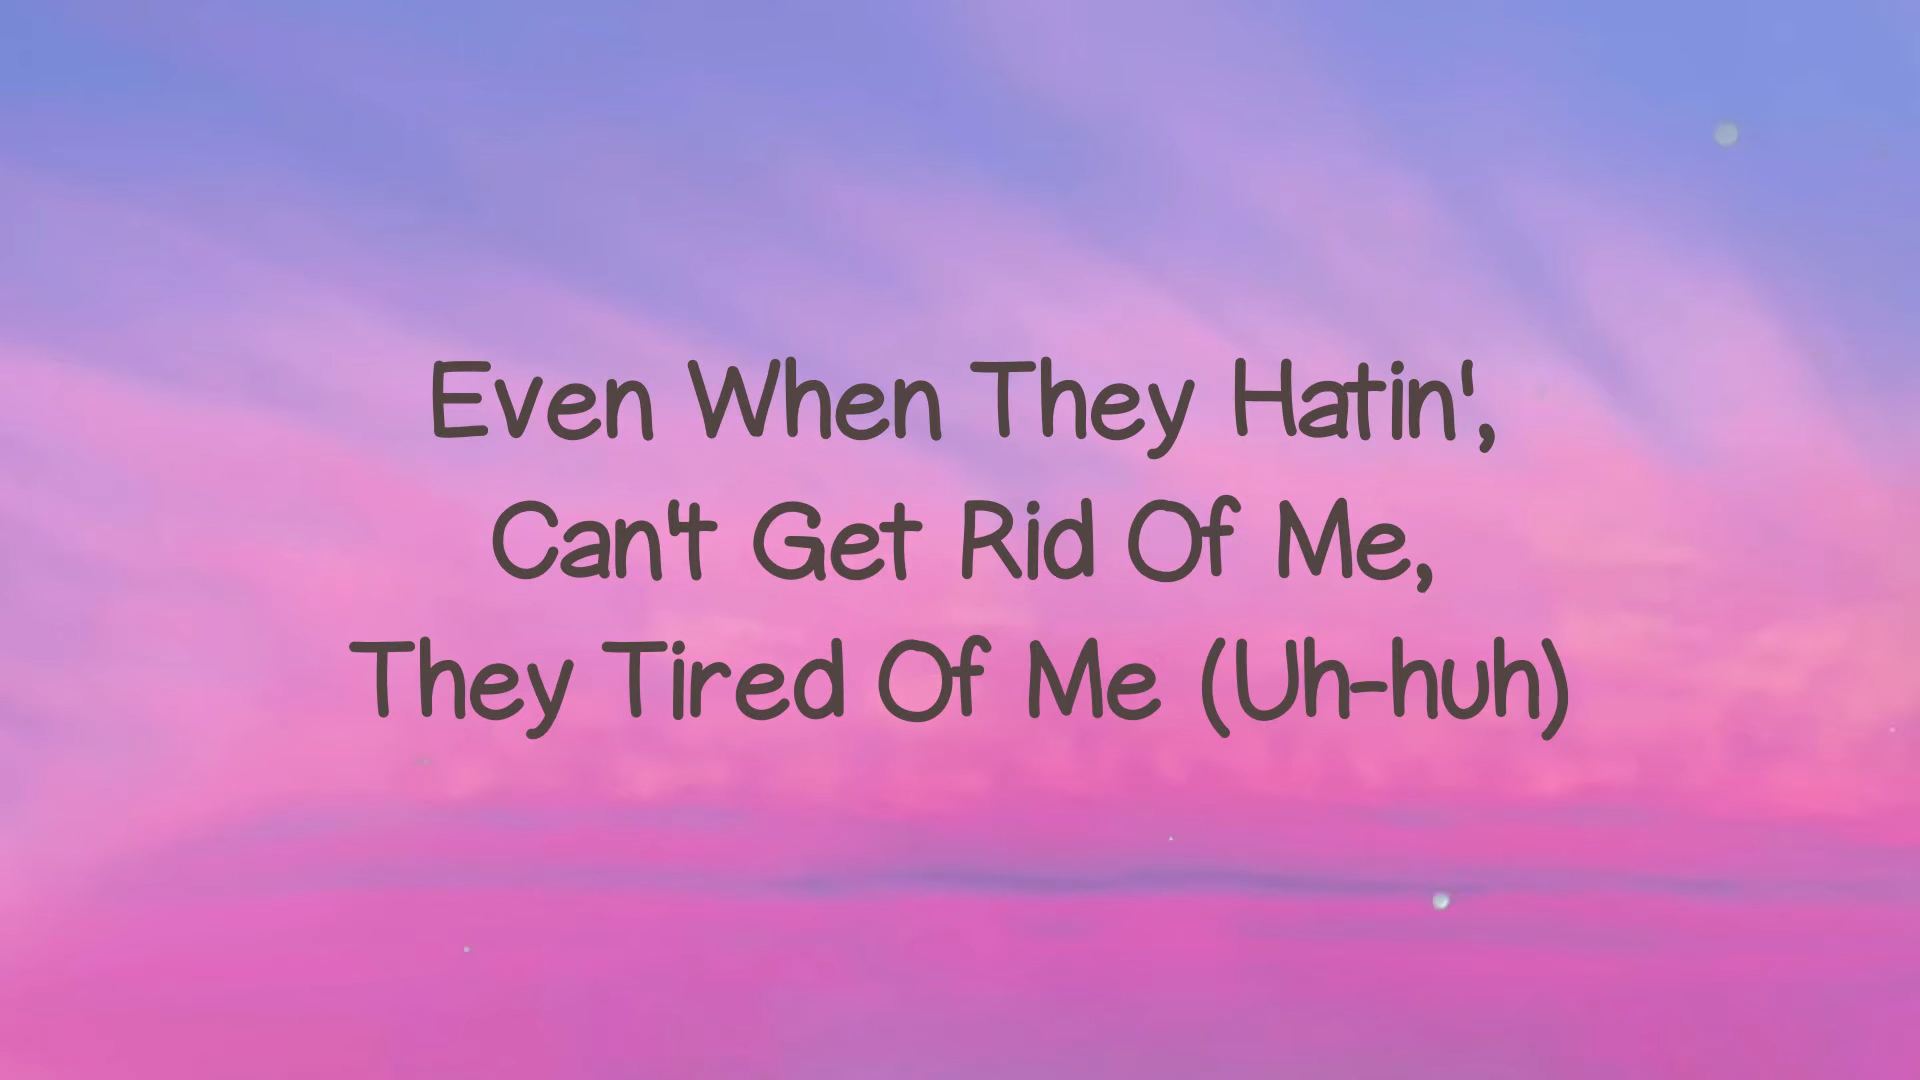 Even When They Hatin',
Can't Get Rid Of Me,
They Tired Of Me (Uh-huh)